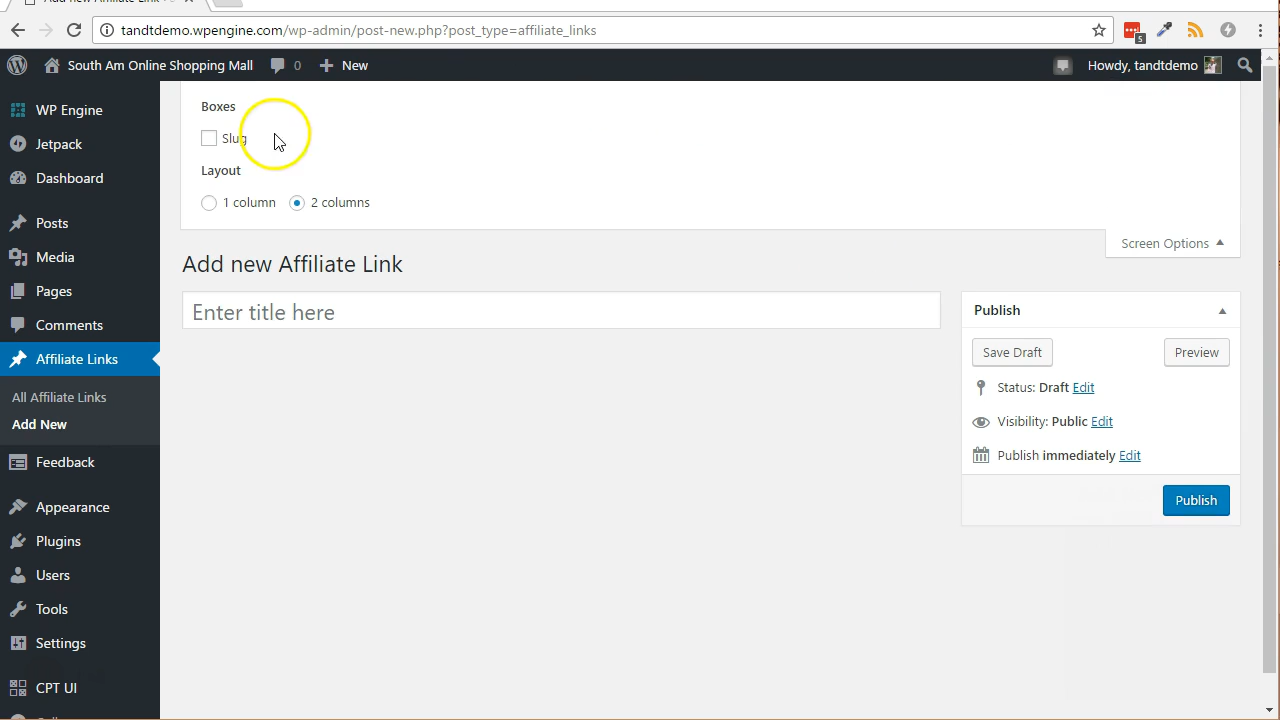 tandtdemo.wpengine.com/wp-admin/post-new.php?post_type=affiliate_links
5
South Am Online Shopping Mall 0 New Howdy, tandtdemo
WP Engine
Jetpack
Dashboard
Posts
Media
Pages
Comments
Affiliate Links
All Affiliate Links
Add New
Feedback
Appearance
Plugins
Users
Tools
Settings
CPT UI
Boxes
Slug
Layout
1 column 2 columns
Screen Options
Add new Affiliate Link
Enter title here
Publish
Save Draft Preview
Status: Draft Edit
Visibility: Public Edit
Publish immediately Edit
Publish